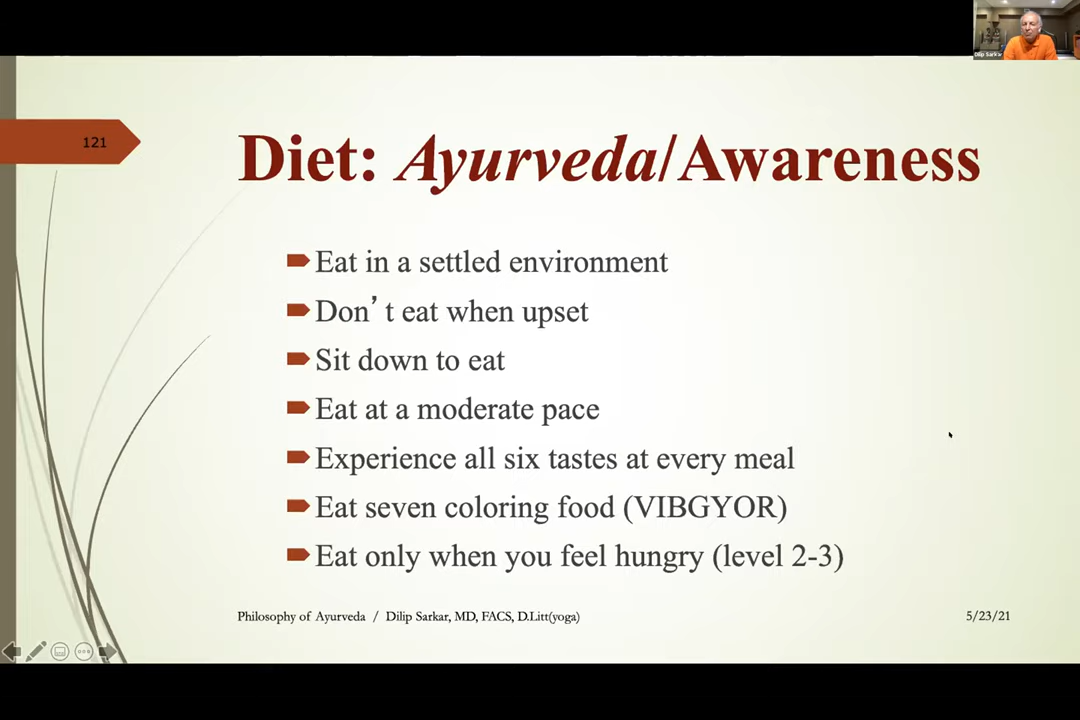 Dilip Sarkar
121
Diet: Ayurveda/Awareness
Eat in a settled environment
Don’t eat when upset
Sit down to eat
Eat at a moderate pace
Experience all six tastes at every meal
Eat seven coloring food (VIBGYOR)
Eat only when you feel hungry (level 2-3)
Philosophy of Ayurveda / Dilip Sarkar, MD, FACS, D.Litt(yoga)
5/23/21